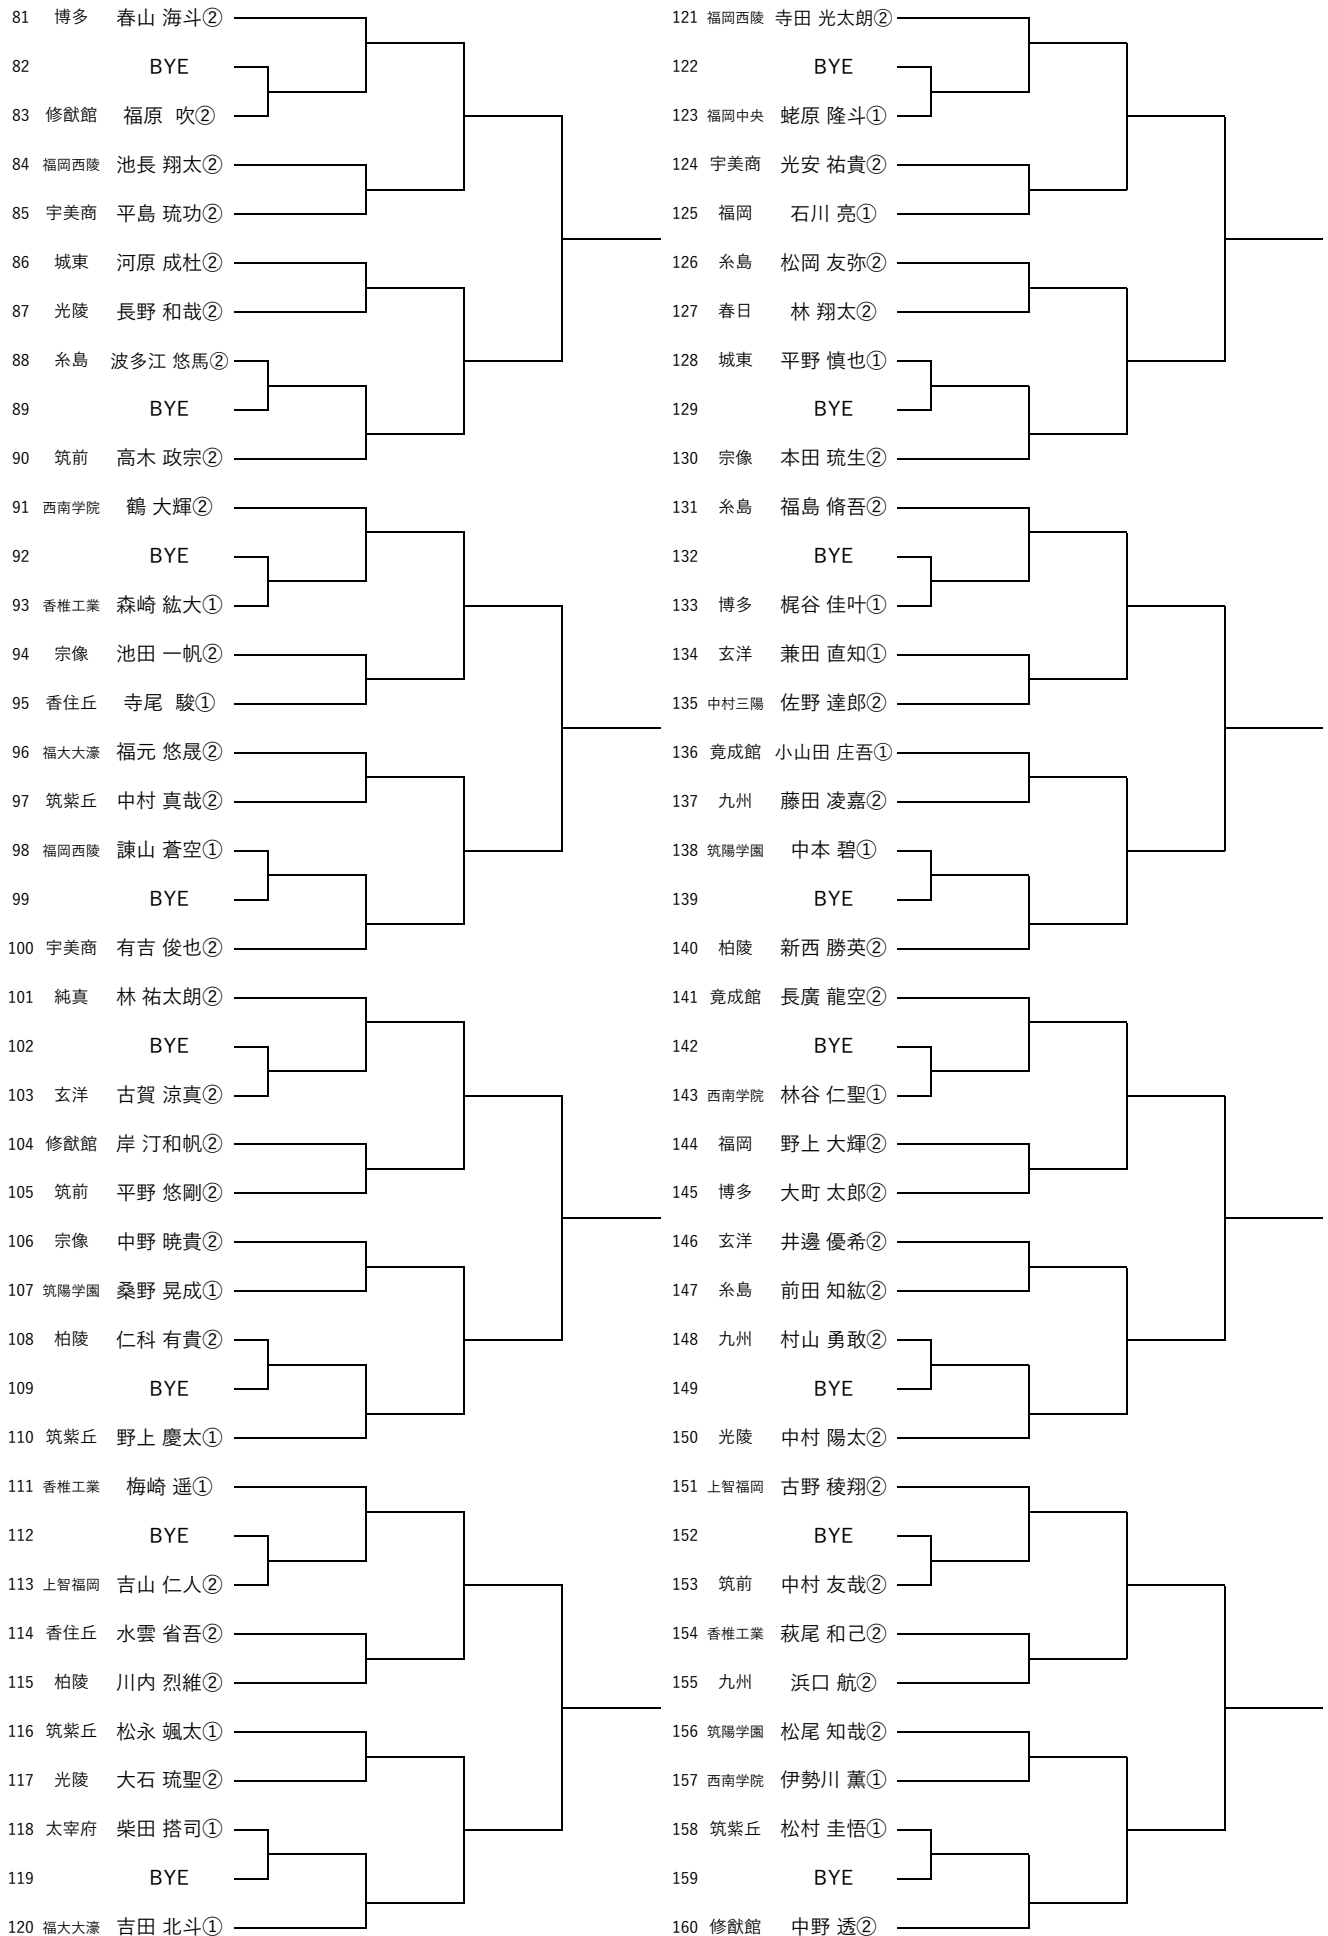 81 博多 春山 海斗②
82 BYE
83 修猷館 福原 吹②
84 福岡西陵 池長 翔太②
85 宇美商 平島 琉功②
86 城東 河原 成杜②
87 光陵 長野 和哉②
88 糸島 波多江 悠馬②
89 BYE
90 筑前 高木 政宗②
91 西南学院 鶴 大輝②
92 BYE
93 香椎工業 森崎 紘大①
94 宗像 池田 一帆②
95 香住丘 寺尾 駿①
96 福大大濠 福元 悠晟②
97 筑紫丘 中村 真哉②
98 福岡西陵 諌山 蒼空①
99 BYE
100 宇美商 有吉 俊也②
101 純真 林 祐太朗②
102 BYE
103 玄洋 古賀 涼真②
104 修猷館 岸 汀和帆②
105 筑前 平野 悠剛②
106 宗像 中野 暁貴②
107 筑陽学園 桑野 晃成①
108 柏陵 仁科 有貴②
109 BYE
110 筑紫丘 野上 慶太①
111 香椎工業 梅崎 遥①
112 BYE
113 上智福岡 吉山 仁人②
114 香住丘 水雲 省吾②
115 柏陵 川内 烈維②
116 筑紫丘 松永 颯太①
117 光陵 大石 琉聖②
118 太宰府 柴田 搭司①
119 BYE
120 福大大濠 吉田 北斗①
121 福岡西陵 寺田 光太朗②
122 BYE
123 福岡中央 蛯原 隆斗①
124 宇美商 光安 祐貴②
125 福岡 石川 亮①
126 糸島 松岡 友弥②
127 春日 林 翔太②
128 城東 平野 慎也①
129 BYE
130 宗像 本田 琉生②
131 糸島 福島 脩吾②
132 BYE
133 博多 梶谷 佳叶①
134 玄洋 兼田 直知①
135 中村三陽 佐野 達郎②
136 竟成館 小山田 庄吾①
137 九州 藤田 凌嘉②
138 筑陽学園 中本 碧①
139 BYE
140 柏陵 新西 勝英②
141 竟成館 長廣 龍空②
142 BYE
143 西南学院 林谷 仁聖①
144 福岡 野上 大輝②
145 博多 大町 太郎②
146 玄洋 井邊 優希②
147 糸島 前田 知紘②
148 九州 村山 勇敢②
149 BYE
150 光陵 中村 陽太②
151 上智福岡 古野 稜翔②
152 BYE
153 筑前 中村 友哉②
154 香椎工業 萩尾 和己②
155 九州 浜口 航②
156 筑陽学園 松尾 知哉②
157 西南学院 伊勢川 薫①
158 筑紫丘 松村 圭悟①
159 BYE
160 修猷館 中野 透②